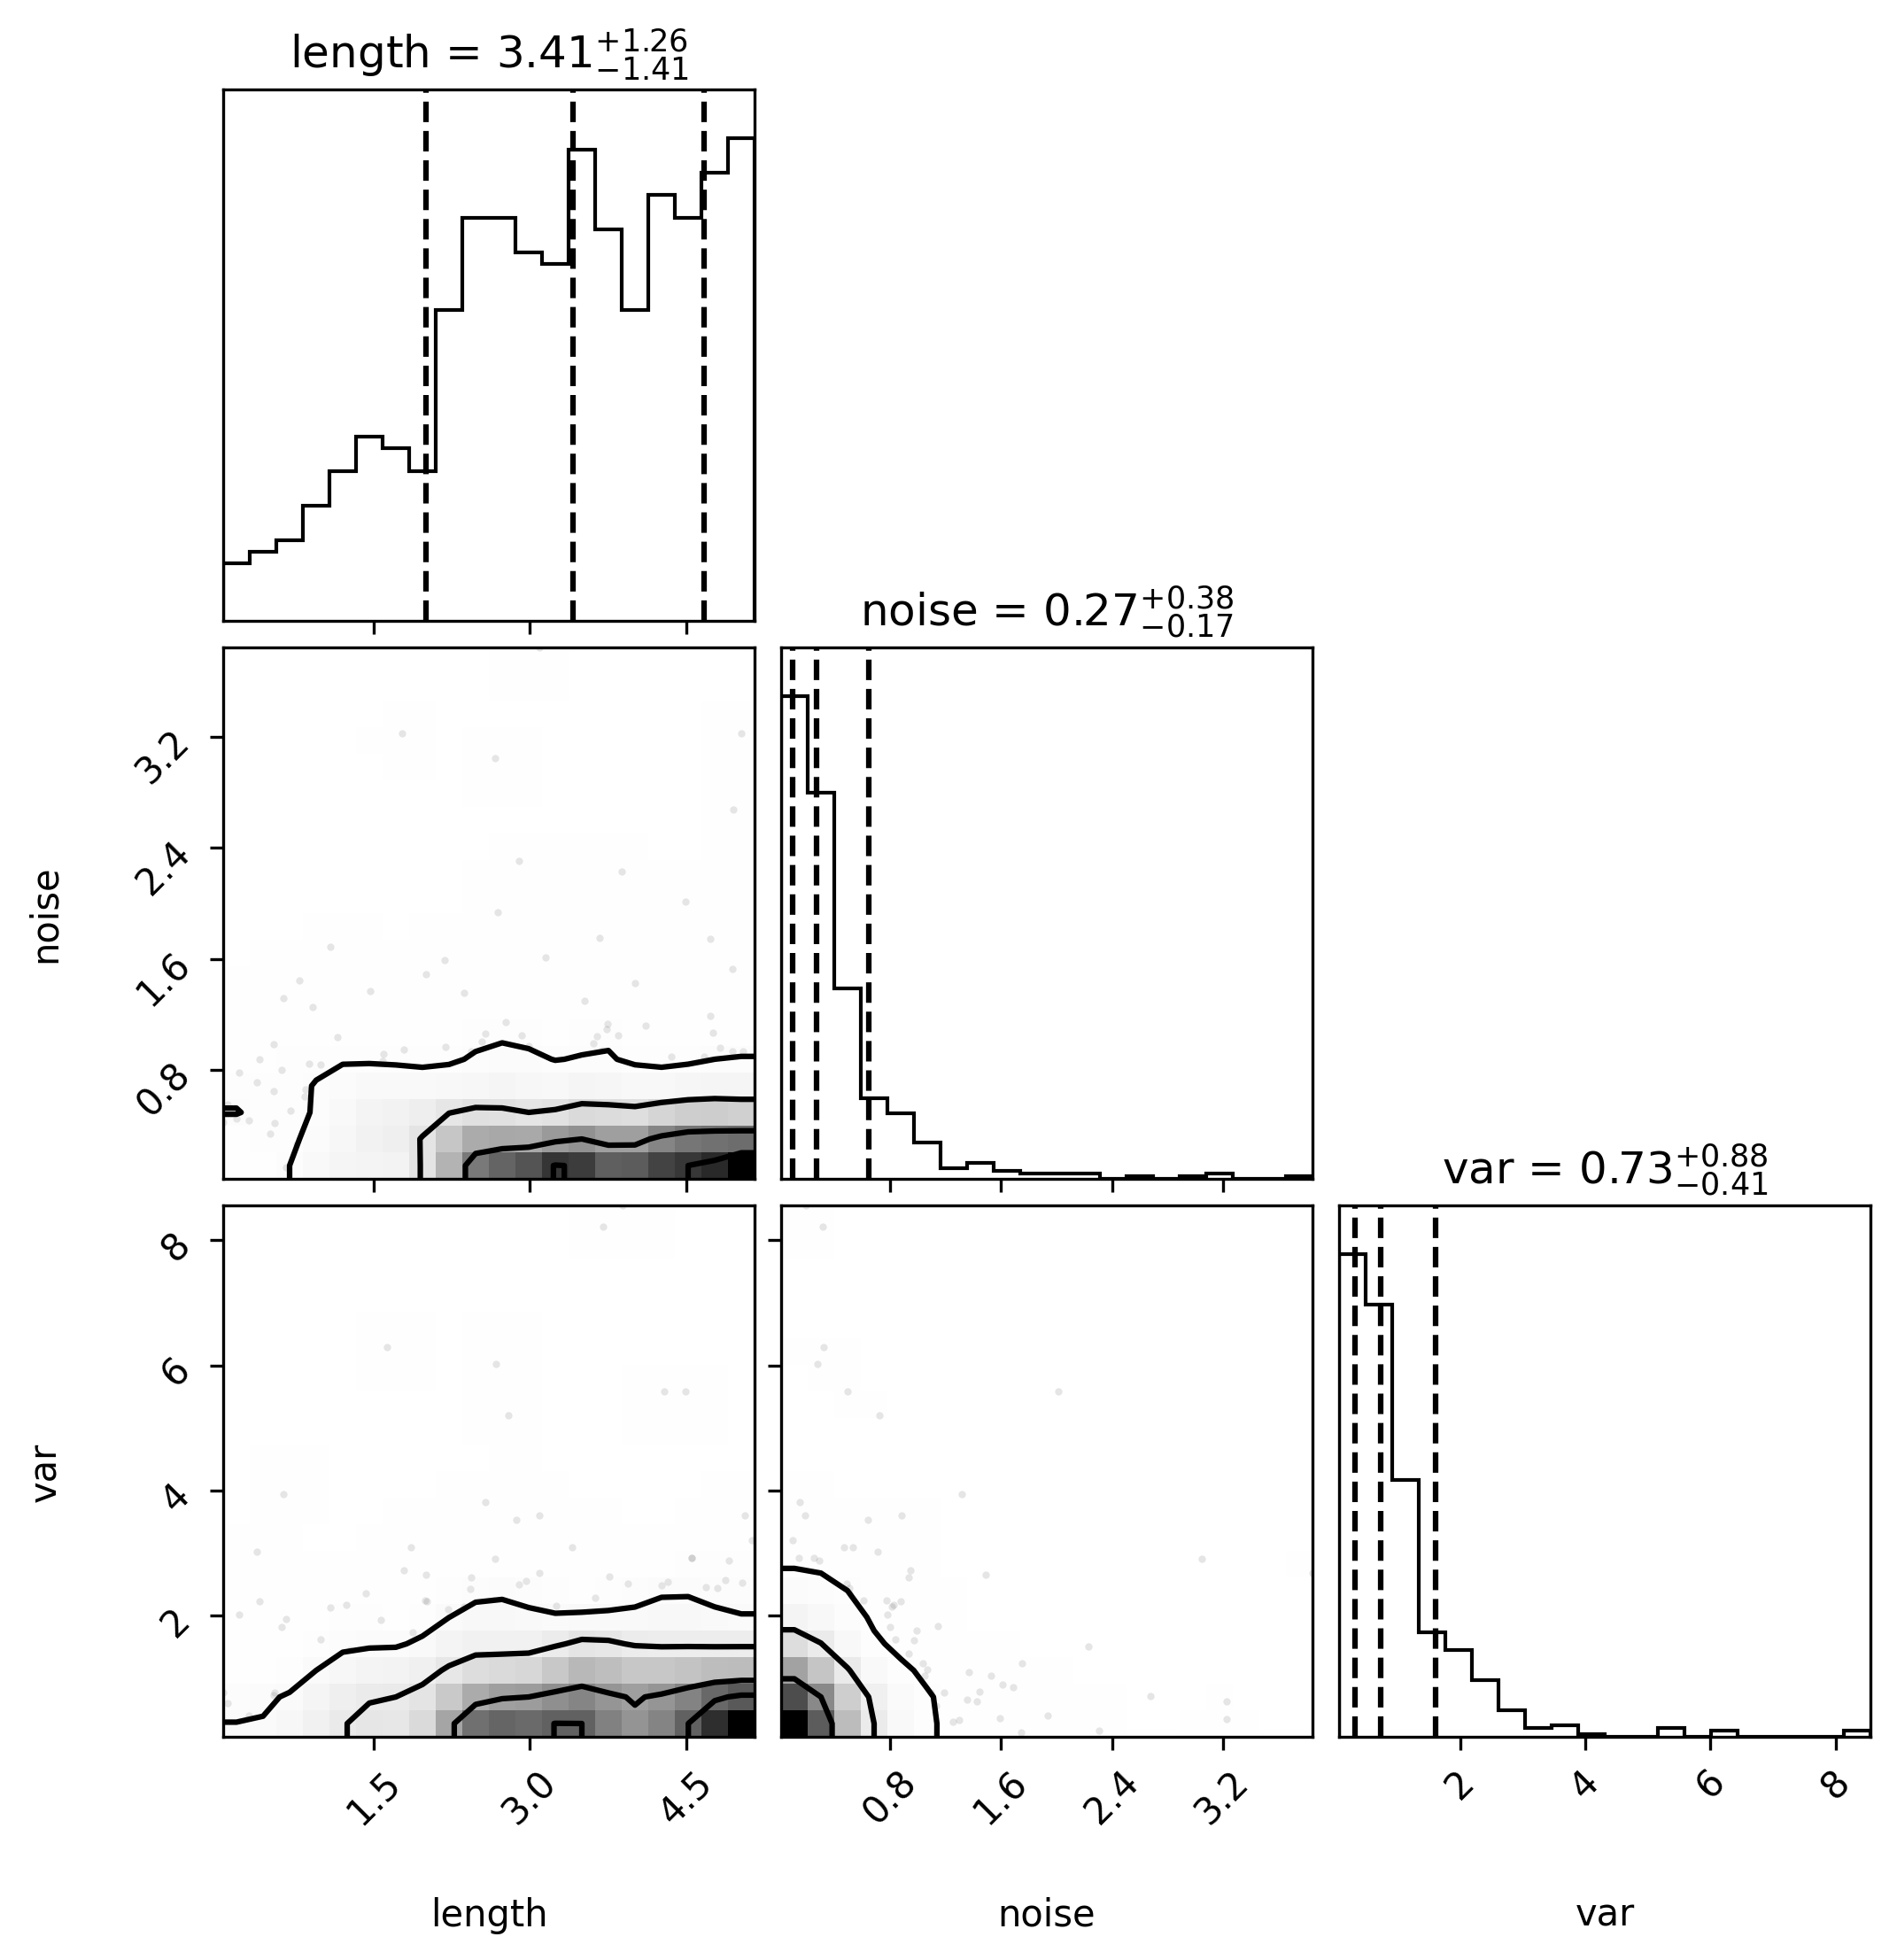 length = 3.41 +1.26 −1.41
noise = 0.27 +0.38 −0.17
noise
3.2
2.4
1.6
0.8
var = 0.73 +0.88 −0.41
var
8
6
4
2
1.5 3.0 4.5 0.8 1.6 2.4 3.2 2 4 6 8
length noise var